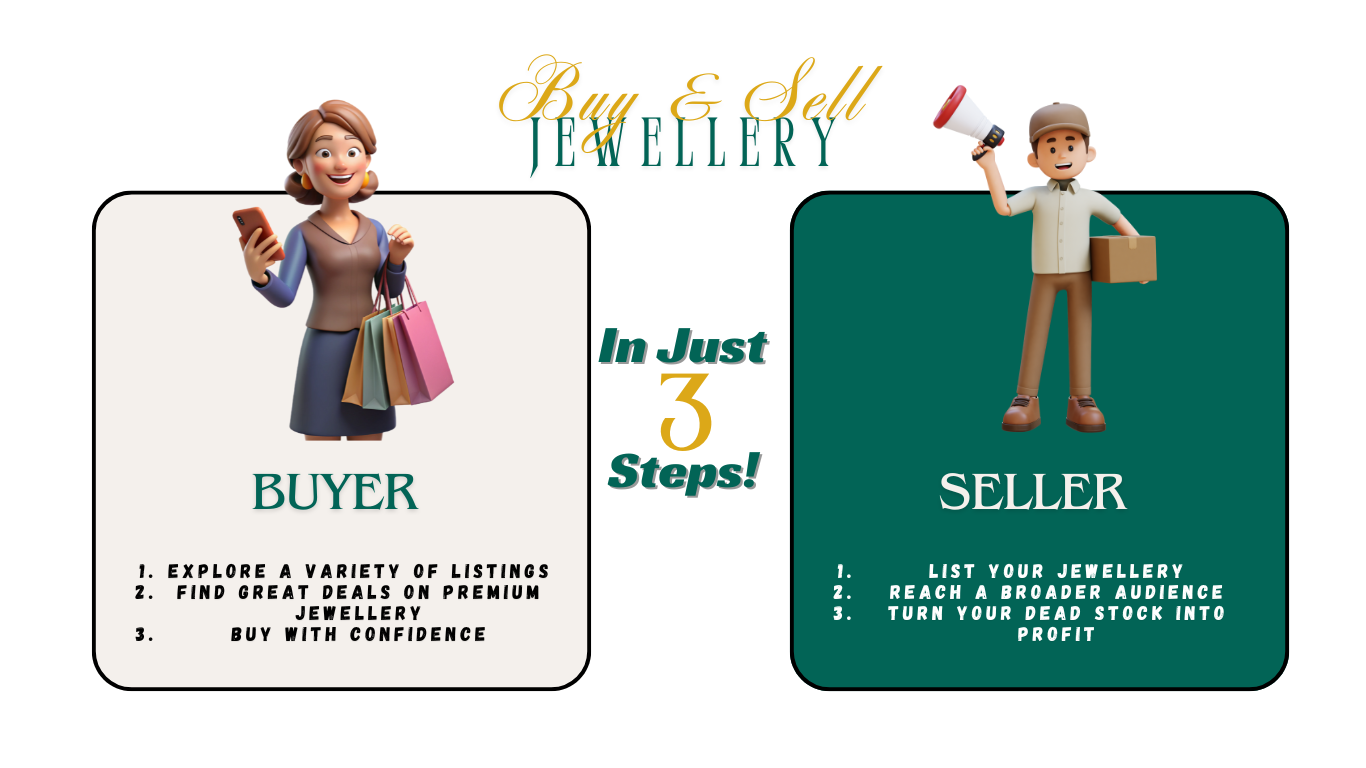 Buy & Sell
JEWELLERY
In Just
3
Steps!
BUYER
1. EXPLORE A VARIETY OF LISTINGS
2. FIND GREAT DEALS ON PREMIUM
JEWELLERY
3. BUY WITH CONFIDENCE
SELLER
1. LIST YOUR JEWELLERY
2. REACH A BROADER AUDIENCE
3. TURN YOUR DEAD STOCK INTO
PROFIT